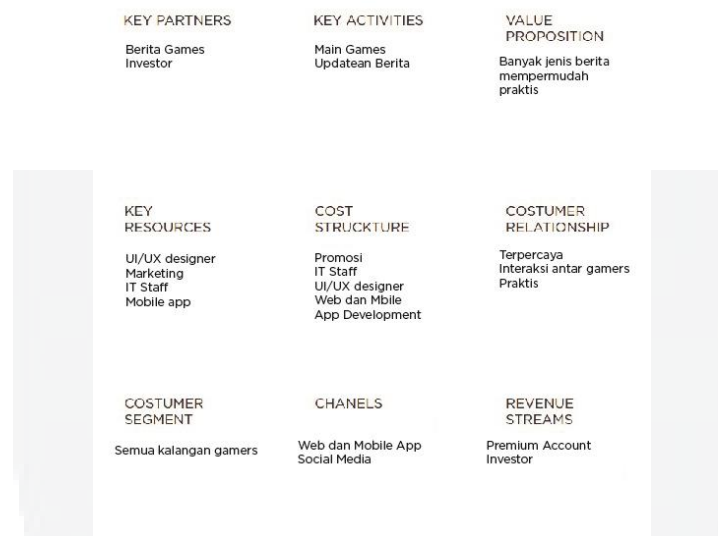 KEY PARTNERS
Berita Games
Investor
KEY ACTIVITIES
Main Games
Updatean Berita
VALUE
PROPOSITION
Banyak jenis berita
mempermudah
praktis
KEY
RESOURCES
UI/UX designer
Marketing
IT Staff
Mobile app
COST
STRUCKTURE
Promosi
IT Staff
UI/UX designer
Web dan Mbile
App Development
COSTUMER
RELATIONSHIP
Terpercaya
Interaksi antar gamers
Praktis
COSTUMER
SEGMENT
Semua kalangan gamers
CHANELS
Web dan Mobile App
Social Media
REVENUE
STREAMS
Premium Account
Investor